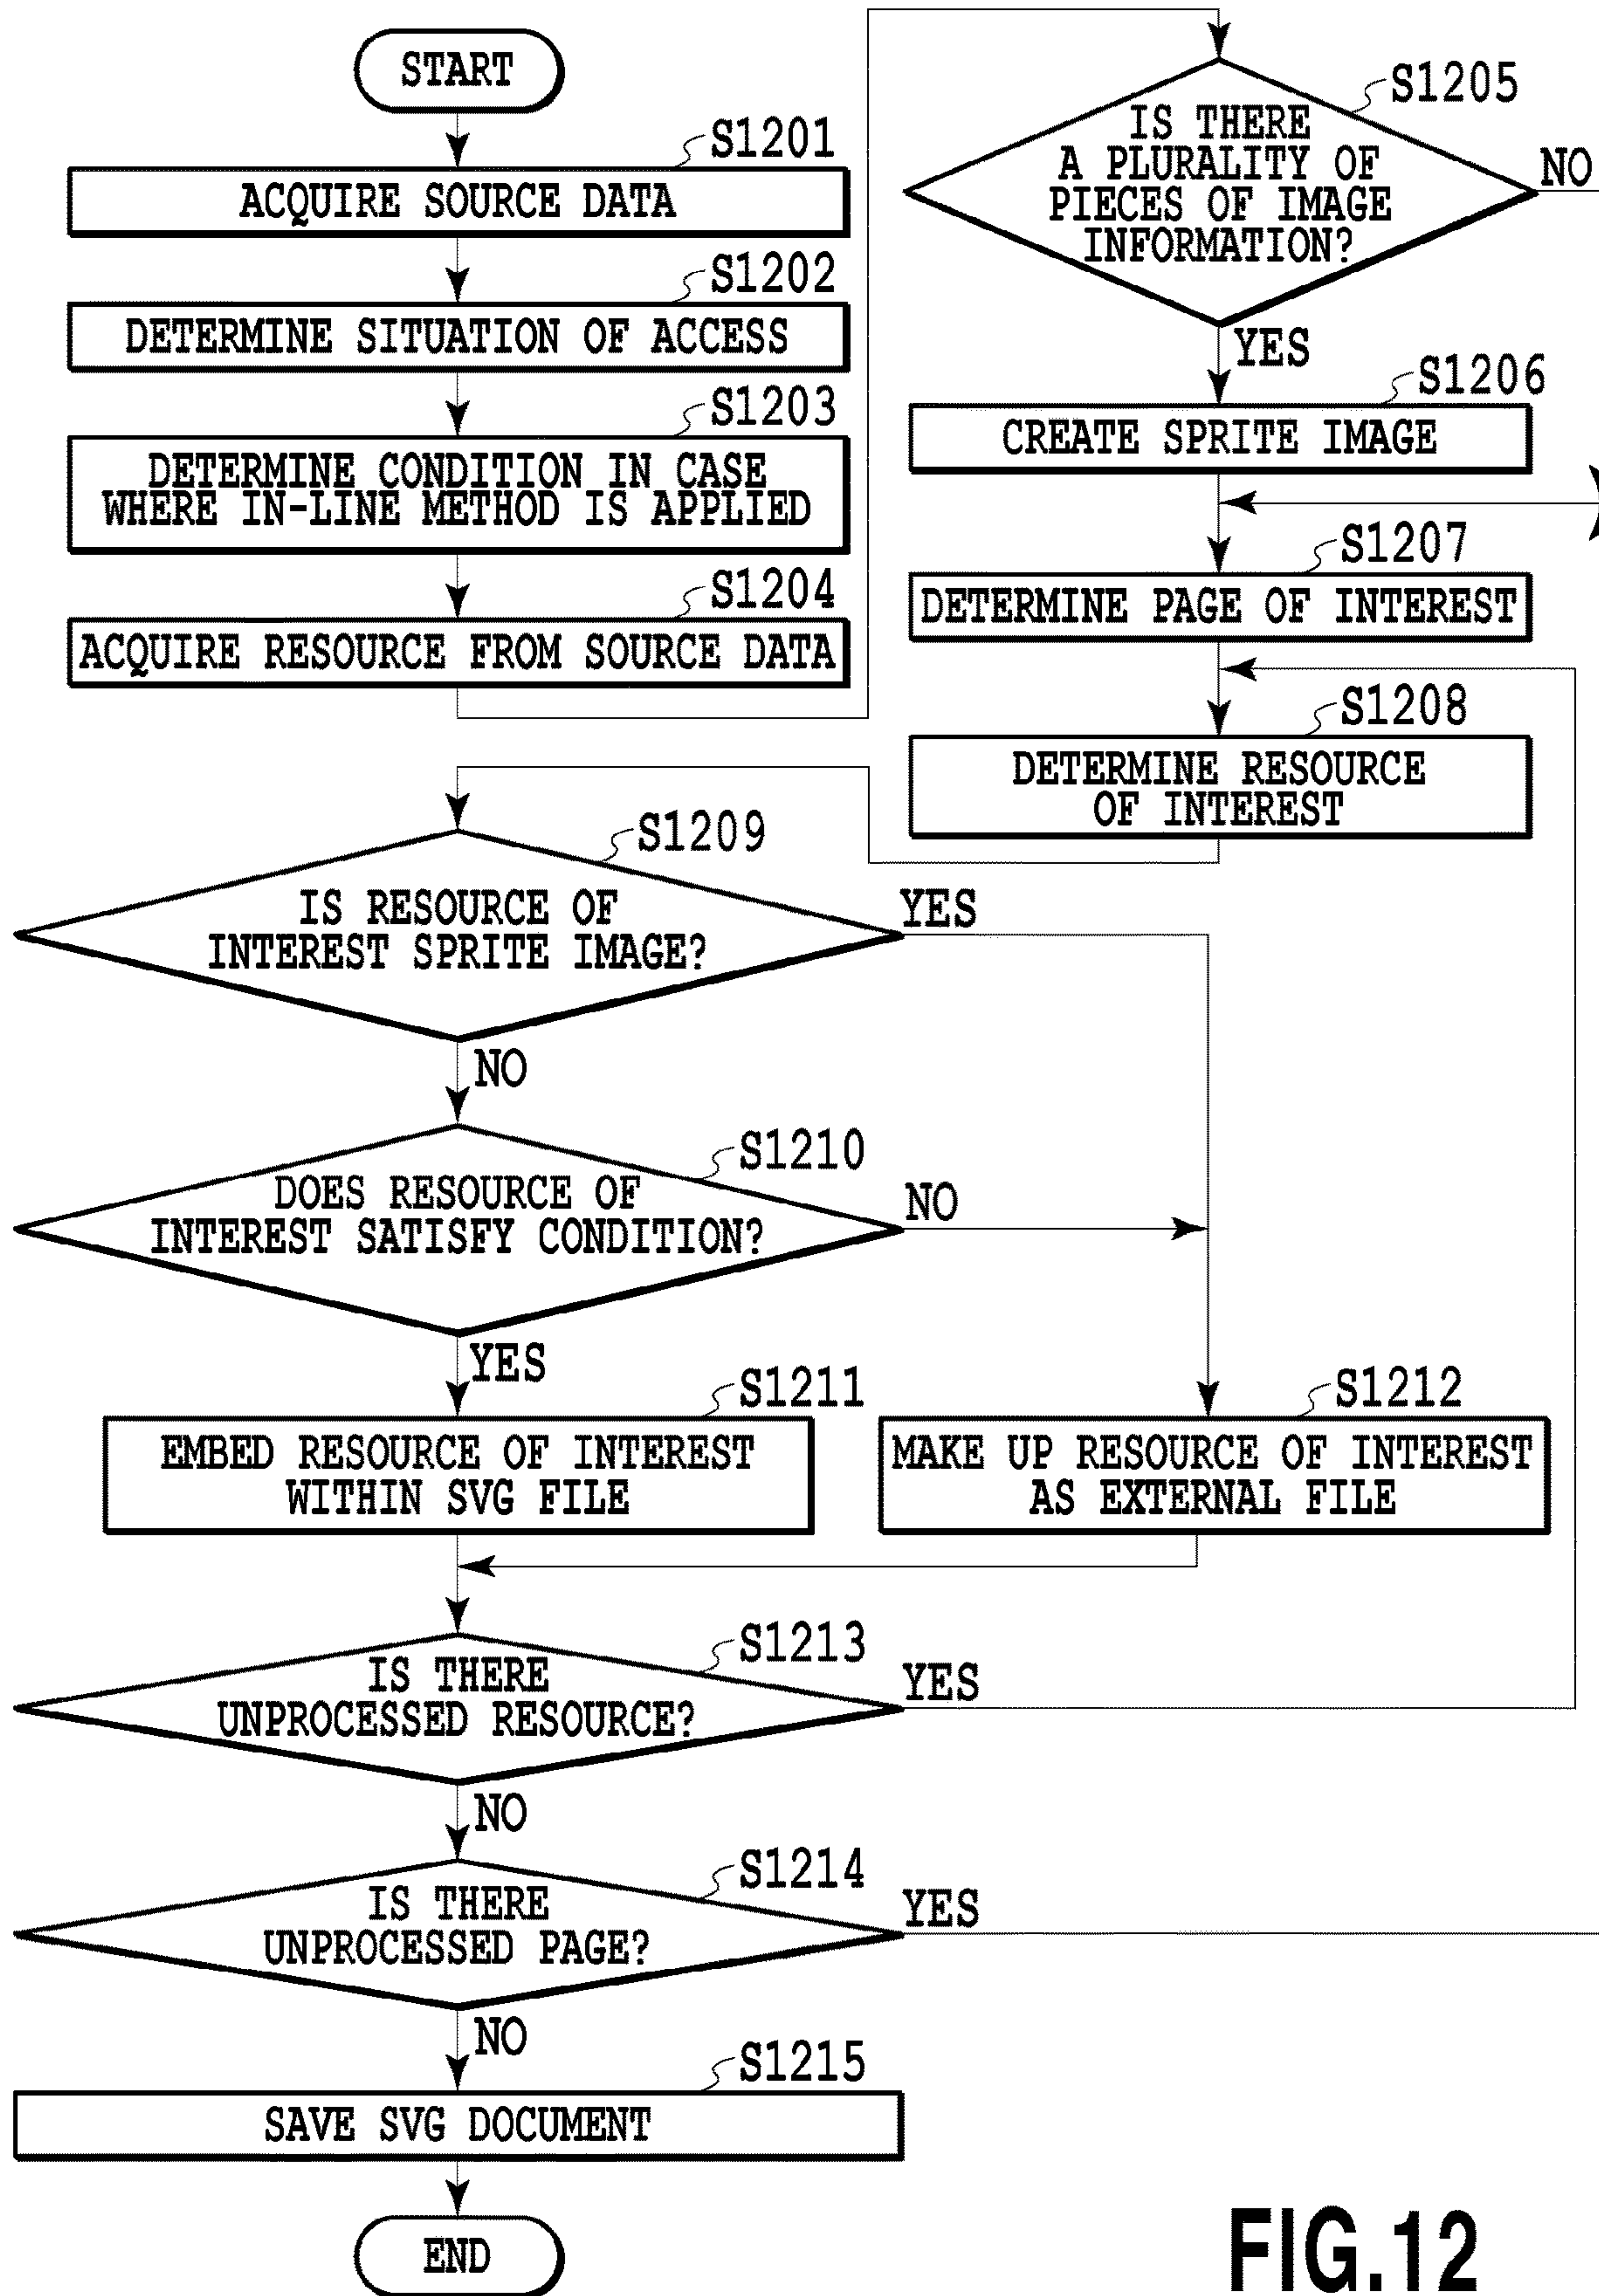 START
S1201
ACQUIRE SOURCE DATA
S1202
DETERMINE SITUATION OF ACCESS
S1203
DETERMINE CONDITION IN CASE
WHERE IN-LINE METHOD IS APPLIED
S1204
ACQUIRE RESOURCE FROM SOURCE DATA
S1205
IS THERE
A PLURALITY OF
PIECES OF IMAGE
INFORMATION?
NO
YES
S1206
CREATE SPRITE IMAGE
S1207
DETERMINE PAGE OF INTEREST
S1208
DETERMINE RESOURCE
OF INTEREST
S1209
IS RESOURCE OF
INTEREST SPRITE IMAGE?
YES
NO
S1210
DOES RESOURCE OF
INTEREST SATISFY CONDITION?
NO
YES
S1211
EMBED RESOURCE OF INTEREST
WITHIN SVG FILE
S1212
MAKE UP RESOURCE OF INTEREST
AS EXTERNAL FILE
S1213
IS THERE
UNPROCESSED RESOURCE?
YES
NO
S1214
IS THERE
UNPROCESSED PAGE?
YES
NO
S1215
SAVE SVG DOCUMENT
END
FIG.12